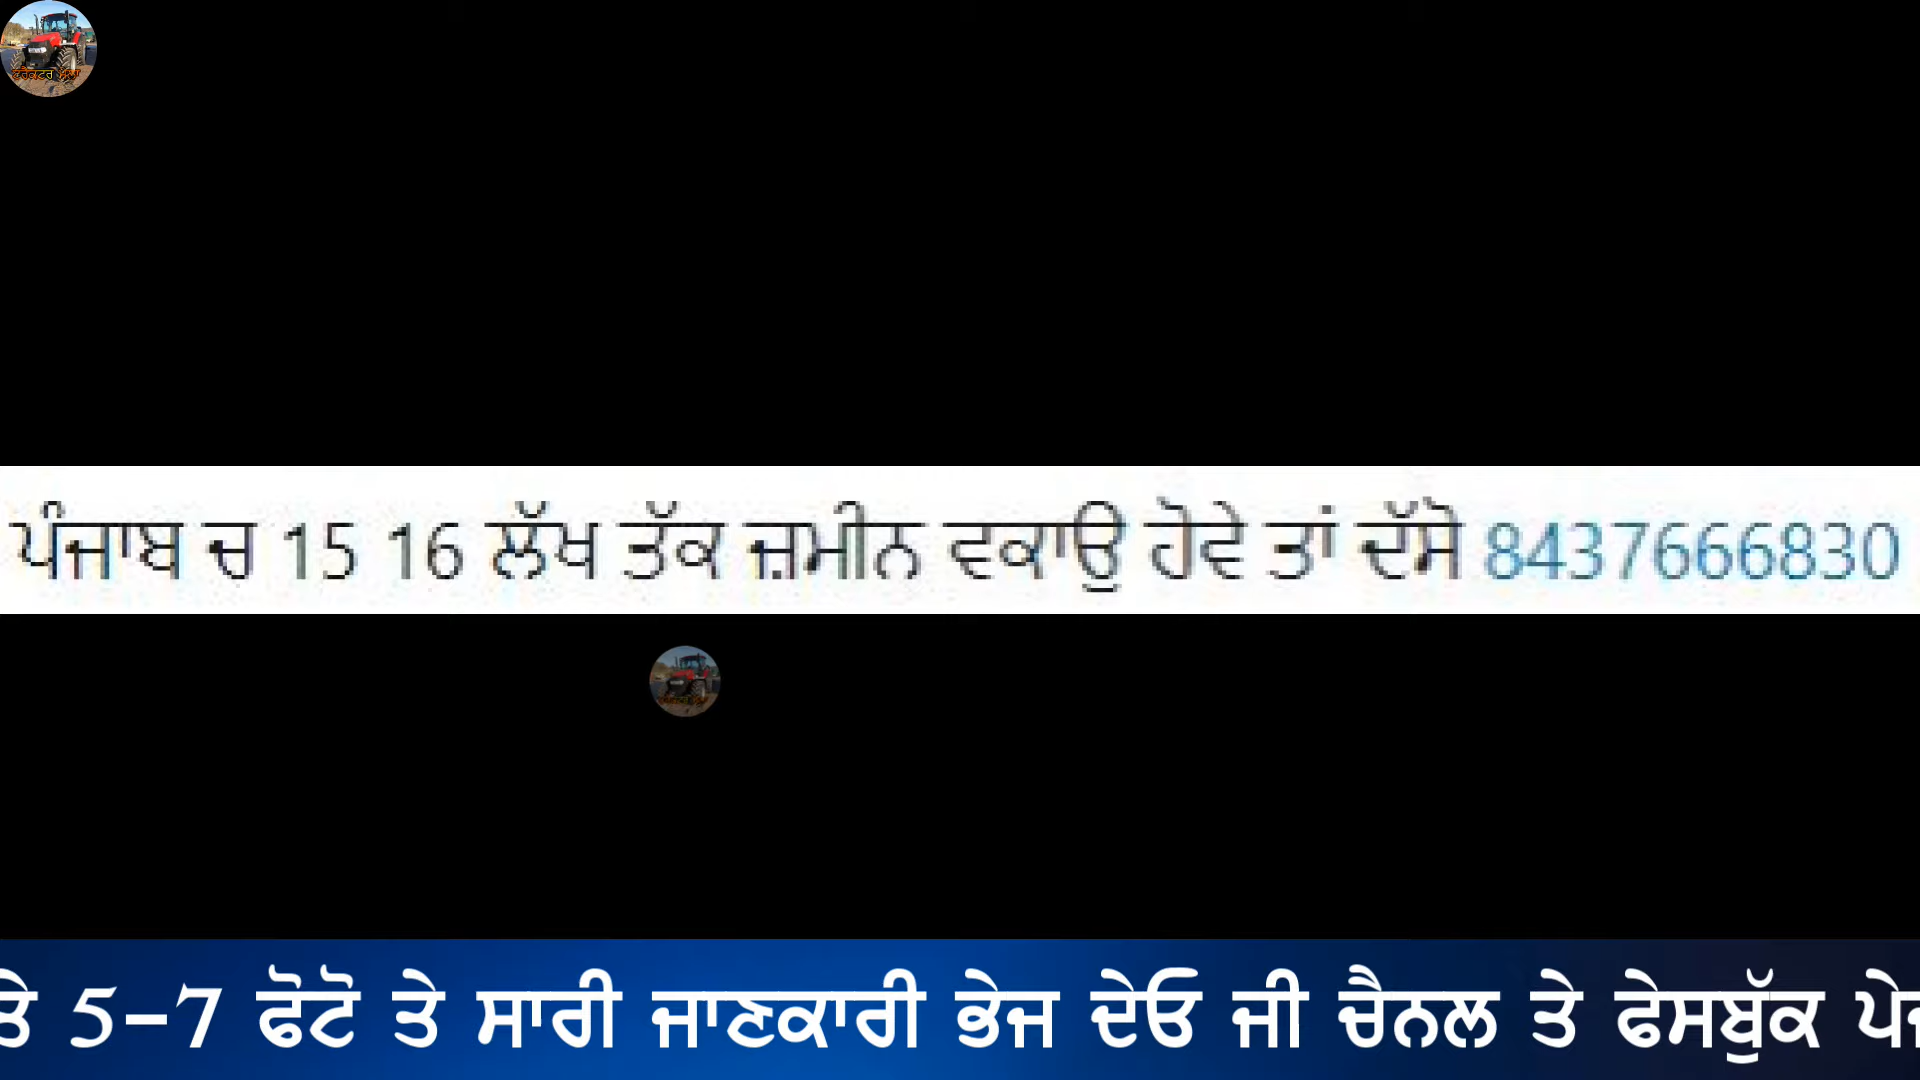 ਪੰਜਾਬ ਚ 15 16 ਲੱਖ ਤੱਕ ਜ਼ਮੀਨ ਵਕਾਊ ਹੋਵੇ ਤਾਂ ਦੱਸੋ 8437666830
ਤੇ 5-7 ਫੋਟੋ ਤੇ ਸਾਰੀ ਜਾਣਕਾਰੀ ਭੇਜ ਦੇਓ ਜੀ ਚੈਨਲ ਤੇ ਫੇਸਬੁੱਕ